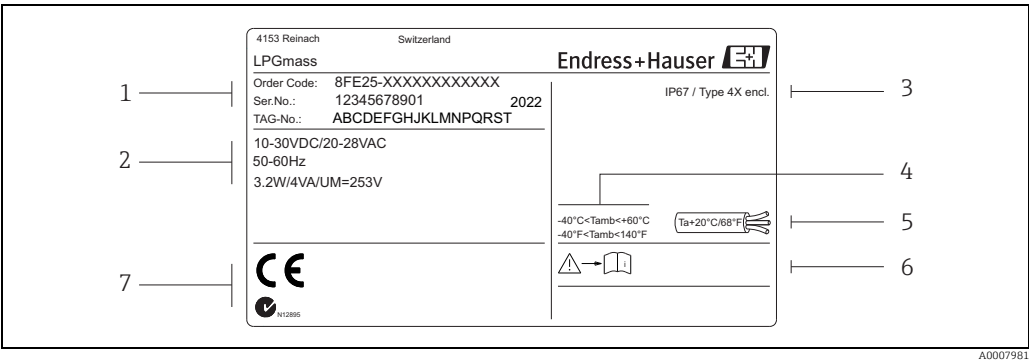 4153 Reinach Switzerland
LPGmass
Endress+Hauser
Order Code: 8FE25-XXXXXXXXXXXX
Ser.No.: 12345678901 2022
TAG-No.: ABCDEFGHJKLMNPQRST
IP67 / Type 4X encl.
10-30VDC/20-28VAC
50-60Hz
3.2W/4VA/UM=253V
-40°C<Tamb<+60°C
-40°F<Tamb<140°F
Ta+20°C/68°F
i
CE
N12895
1
2
3
4
5
6
7
A0007981